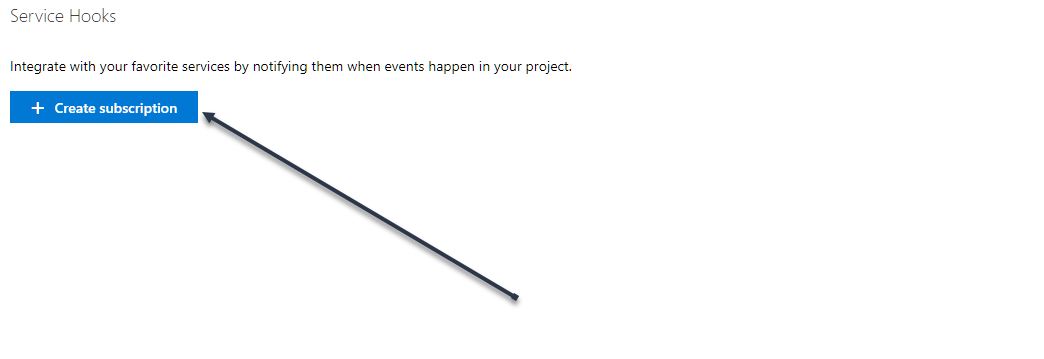 Service Hooks
Integrate with your favorite services by notifying them when events happen in your project.
+ Create subscription